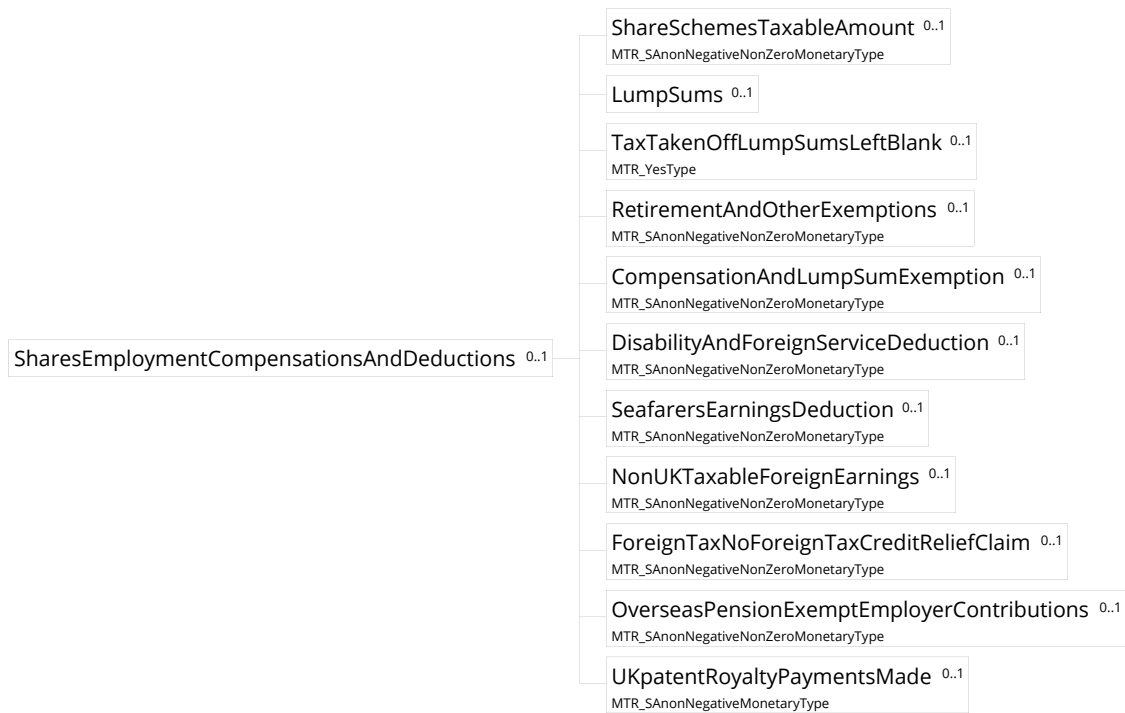 ShareSchemesTaxableAmount 0..1
MTR_SAnonNegativeNonZeroMonetaryType
LumpSums 0..1
TaxTakenOffLumpSumsLeftBlank 0..1
MTR_YesType
RetirementAndOtherExemptions 0..1
MTR_SAnonNegativeNonZeroMonetaryType
CompensationAndLumpSumExemption 0..1
MTR_SAnonNegativeNonZeroMonetaryType
SharesEmploymentCompensationsAndDeductions 0..1
DisabilityAndForeignServiceDeduction 0..1
MTR_SAnonNegativeNonZeroMonetaryType
SeafarersEarningsDeduction 0..1
MTR_SAnonNegativeNonZeroMonetaryType
NonUKTaxableForeignEarnings 0..1
MTR_SAnonNegativeNonZeroMonetaryType
ForeignTaxNoForeignTaxCreditReliefClaim 0..1
MTR_SAnonNegativeNonZeroMonetaryType
OverseasPensionExemptEmployerContributions 0..1
MTR_SAnonNegativeNonZeroMonetaryType
UKpatentRoyaltyPaymentsMade 0..1
MTR_SAnonNegativeMonetaryType